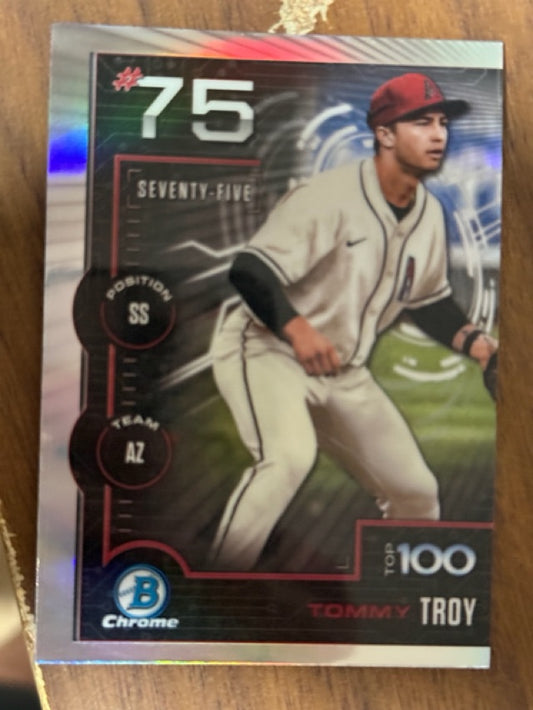 #75
SEVENTY-FIVE
POSITION
SS
TEAM
AZ
TOP 100
B
Chrome
TOMMY TROY